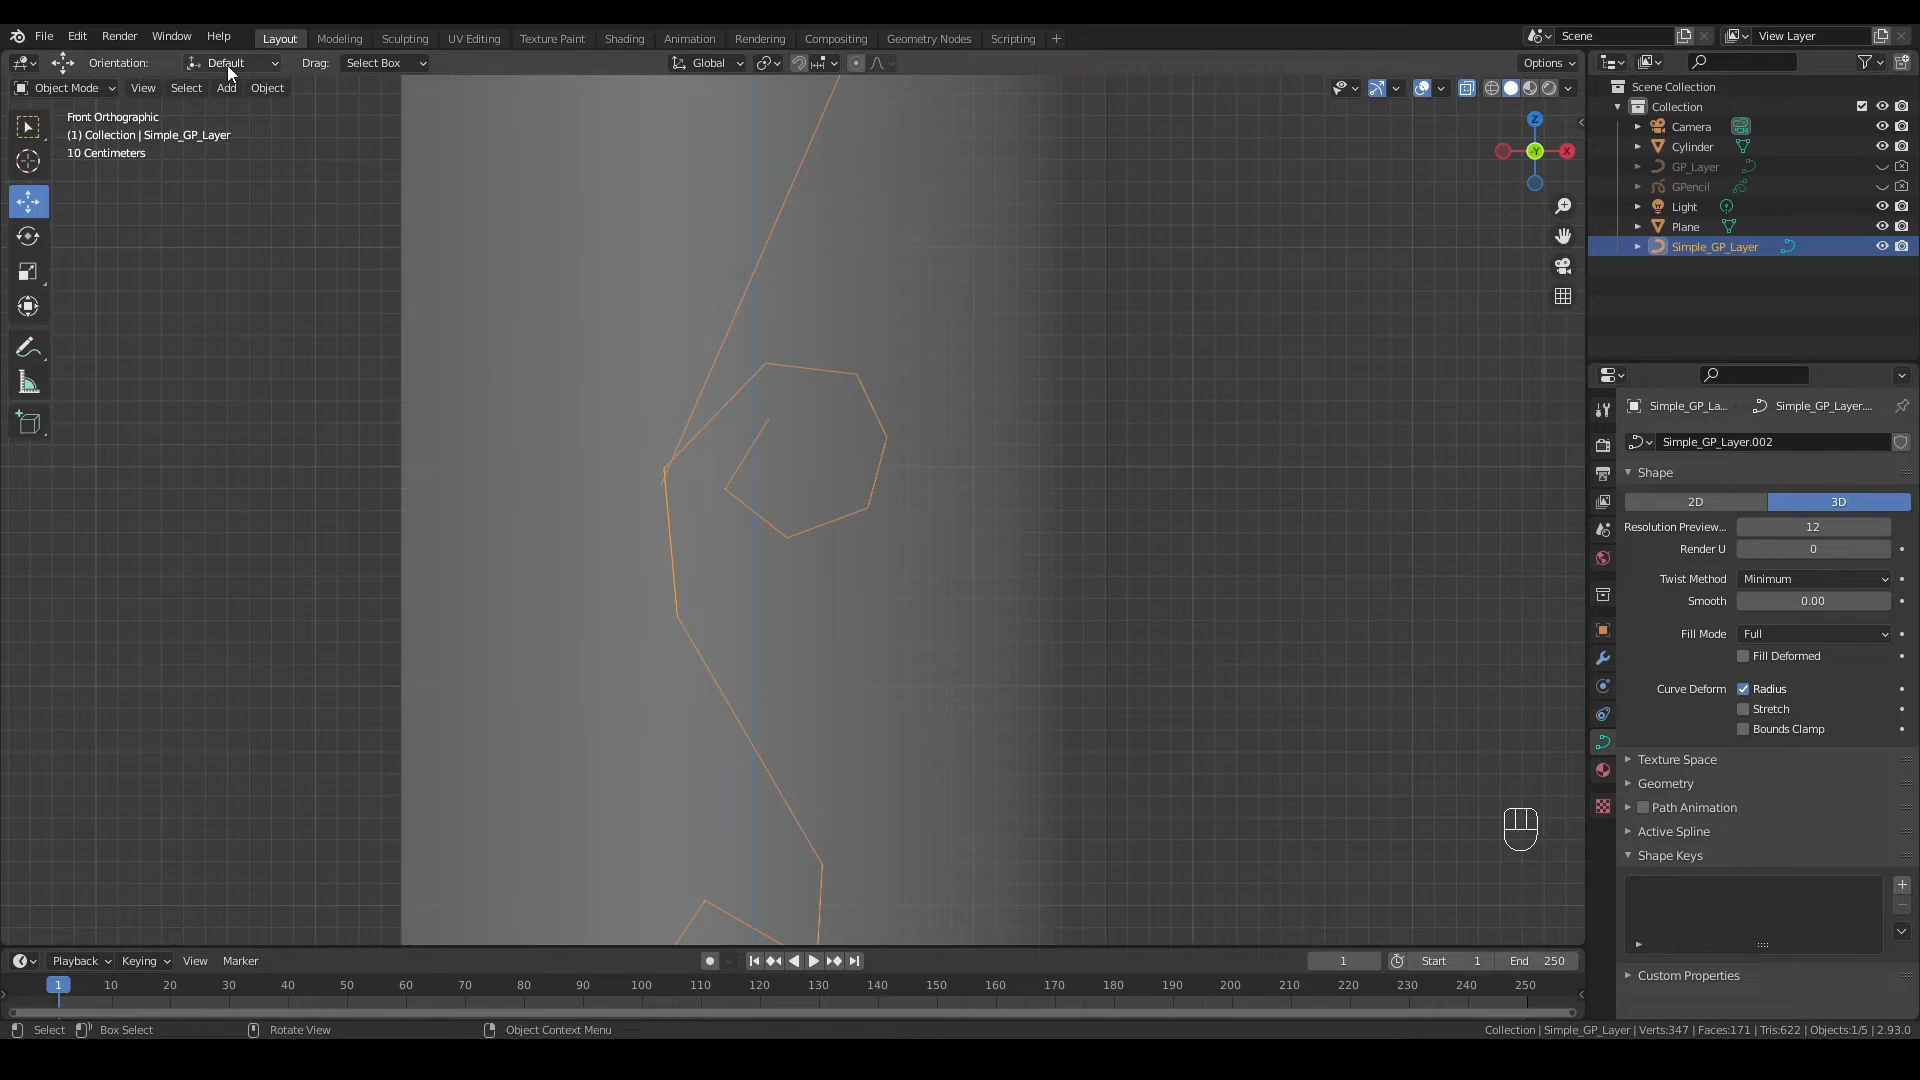 File Edit Render Window Help Layout Modeling Sculpting UV Editing Texture Paint Shading Animation Rendering Compositing Geometry Nodes Scripting + Scene View Layer
Orientation: Default Drag: Select Box Global Options
Object Mode View Select Add Object
Front Orthographic
(1) Collection | Simple_GP_Layer
10 Centimeters
Z
-Y
X
Scene Collection
Collection
Camera
Cylinder
GP_Layer
GPencil
Light
Plane
Simple_GP_Layer
Simple_GP_La... Simple_GP_Layer....
Simple_GP_Layer.002
Shape
2D 3D
Resolution Preview... 12
Render U 0
Twist Method Minimum
Smooth 0.00
Fill Mode Full
Fill Deformed
Curve Deform Radius
Stretch
Bounds Clamp
Texture Space
Geometry
Path Animation
Active Spline
Shape Keys
Custom Properties
Playback Keying View Marker 1 Start 1 End 250
1 10 20 30 40 50 60 70 80 90 100 110 120 130 140 150 160 170 180 190 200 210 220 230 240 250
Select Box Select Rotate View Object Context Menu Collection | Simple_GP_Layer | Verts:347 | Faces:171 | Tris:622 | Objects:1/5 | 2.93.0